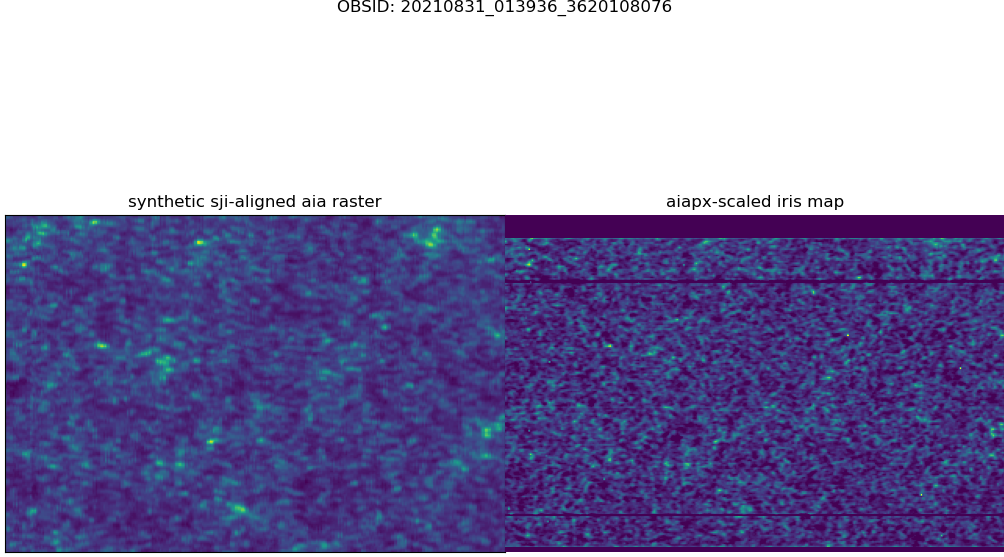 OBSID: 20210831_013936_3620108076
synthetic sji-aligned aia raster
aiapx-scaled iris map